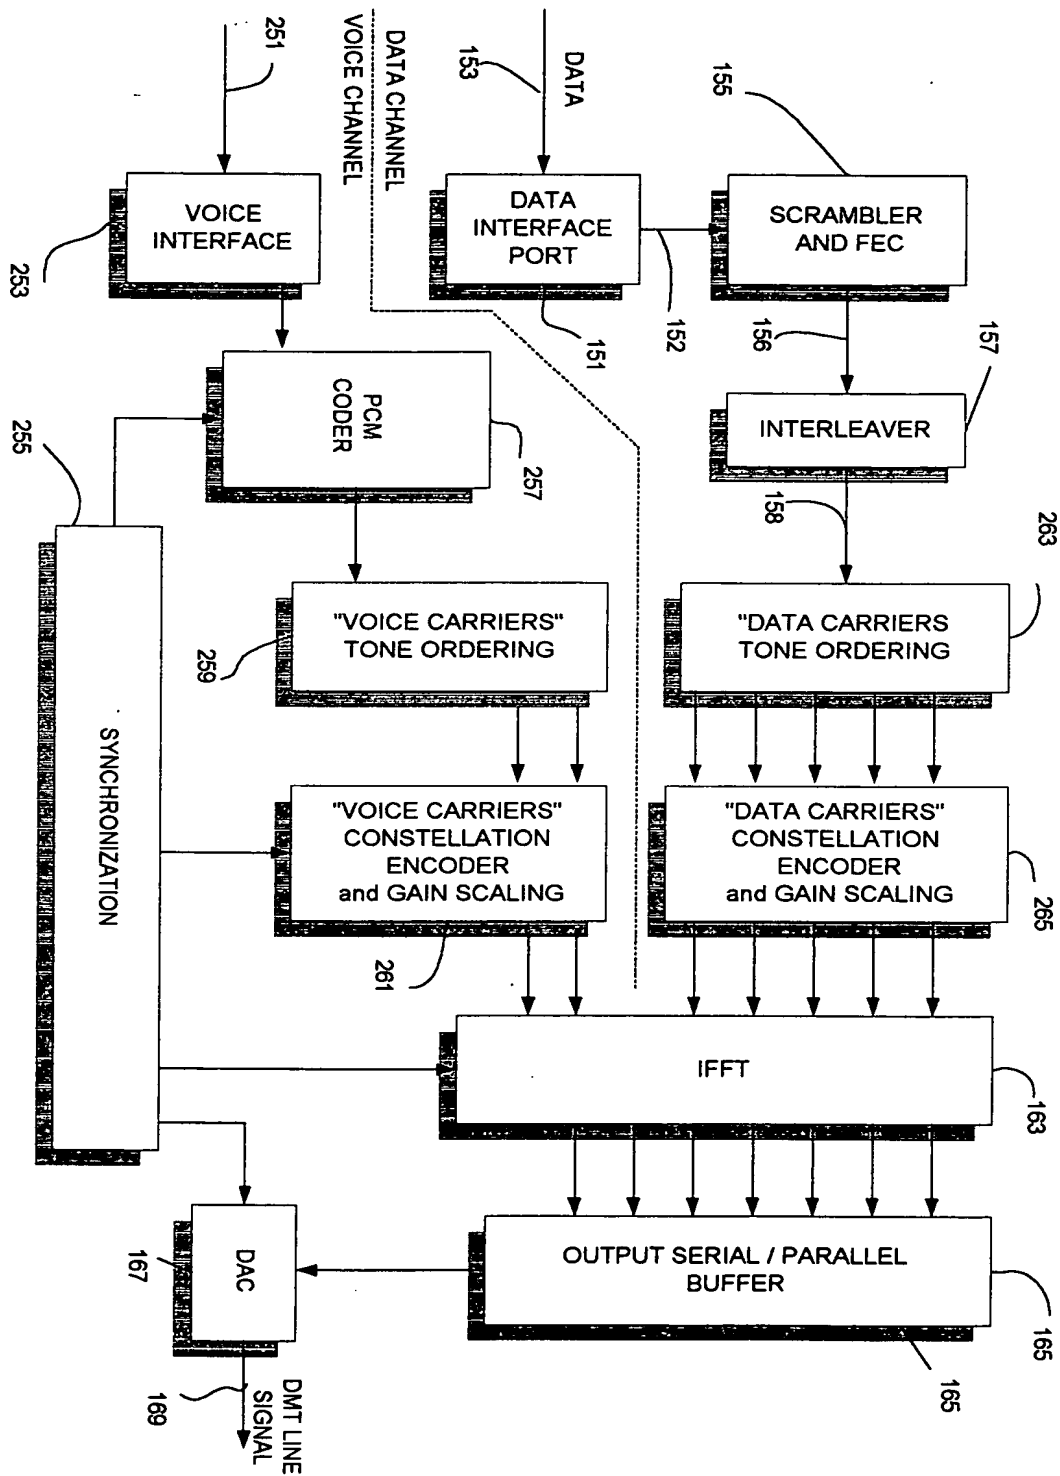 251
VOICE CHANNEL
DATA CHANNEL
153
DATA
155
VOICE
INTERFACE
253
DATA
INTERFACE
PORT
151
152
SCRAMBLER
AND FEC
156
157
INTERLEAVER
158
PCM
CODER
257
255
SYNCHRONIZATION
"VOICE CARRIERS"
TONE ORDERING
259
263
"DATA CARRIERS
TONE ORDERING
"VOICE CARRIERS"
CONSTELLATION
ENCODER
and GAIN SCALING
261
"DATA CARRIERS"
CONSTELLATION
ENCODER
and GAIN SCALING
265
IFFT
163
OUTPUT SERIAL / PARALLEL
BUFFER
165
165
DAC
167
169
DMT LINE
SIGNAL